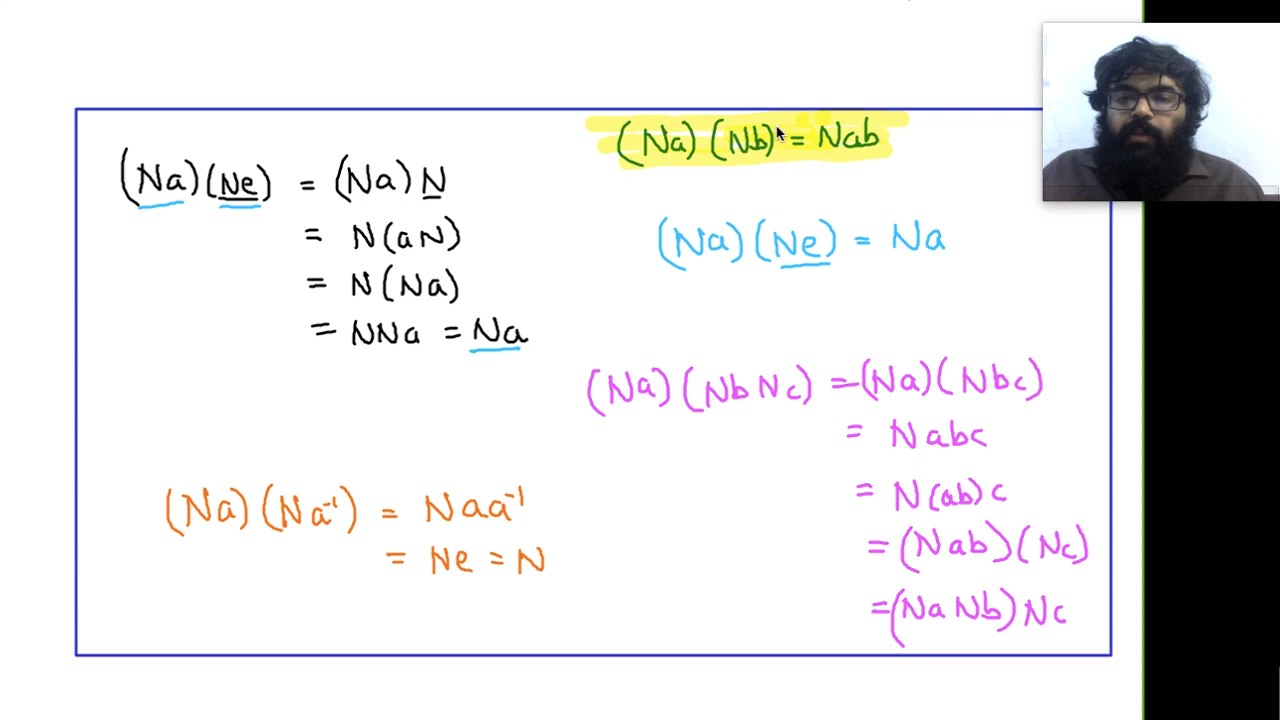 (Na)(Nb) = Nab
(Na)(Ne) = (Na)N
= N(aN)
= N(Na)
= NNa = Na
(Na)(Ne) = Na
(Na)(NbNc) = (Na)(Nbc)
= Nabc
= N(ab)c
= (Nab)(Nc)
= (NaNb)Nc
(Na)(Na⁻¹) = Naa⁻¹
= Ne = N